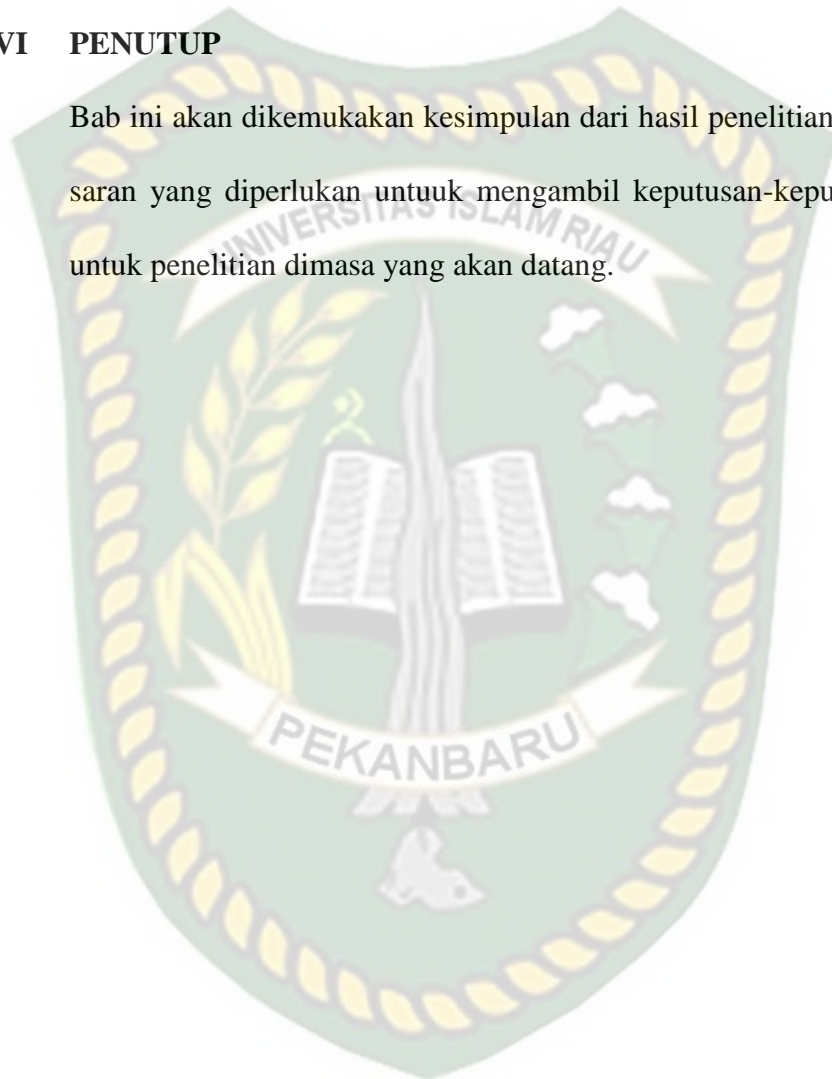 VI PENUTUP
Bab ini akan dikemukakan kesimpulan dari hasil penelitian
saran yang diperlukan untuuk mengambil keputusan-kepu
untuk penelitian dimasa yang akan datang.
UNIVERSITAS ISLAM RIAU
PEKANBARU